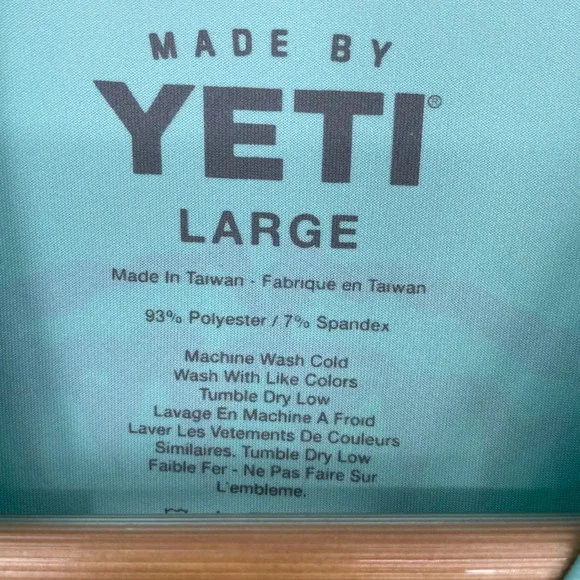 MADE BY
YETI®
LARGE
Made In Taiwan - Fabrique en Taiwan
93% Polyester / 7% Spandex
Machine Wash Cold
Wash With Like Colors
Tumble Dry Low
Lavage En Machine A Froid
Laver Les Vetements De Couleurs
Similaires. Tumble Dry Low
Faible Fer - Ne Pas Faire Sur
L'embleme.